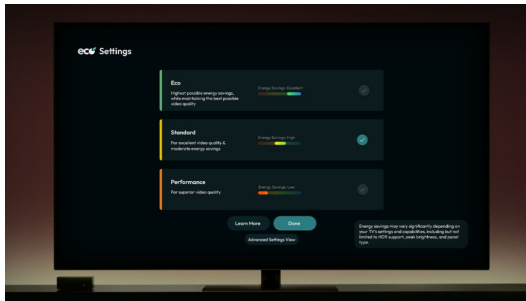 eco Settings
Eco
Highest possible energy savings,
while maintaining the best possible
video quality
Energy Savings: Excellent
Standard
For excellent video quality &
moderate energy savings
Energy Savings: High
Performance
For superior video quality
Energy Savings: Low
Learn More
Done
Advanced Settings View
Energy savings may vary significantly depending on
your TV's settings and capabilities, including but not
limited to HDR support, peak brightness, and panel
type.